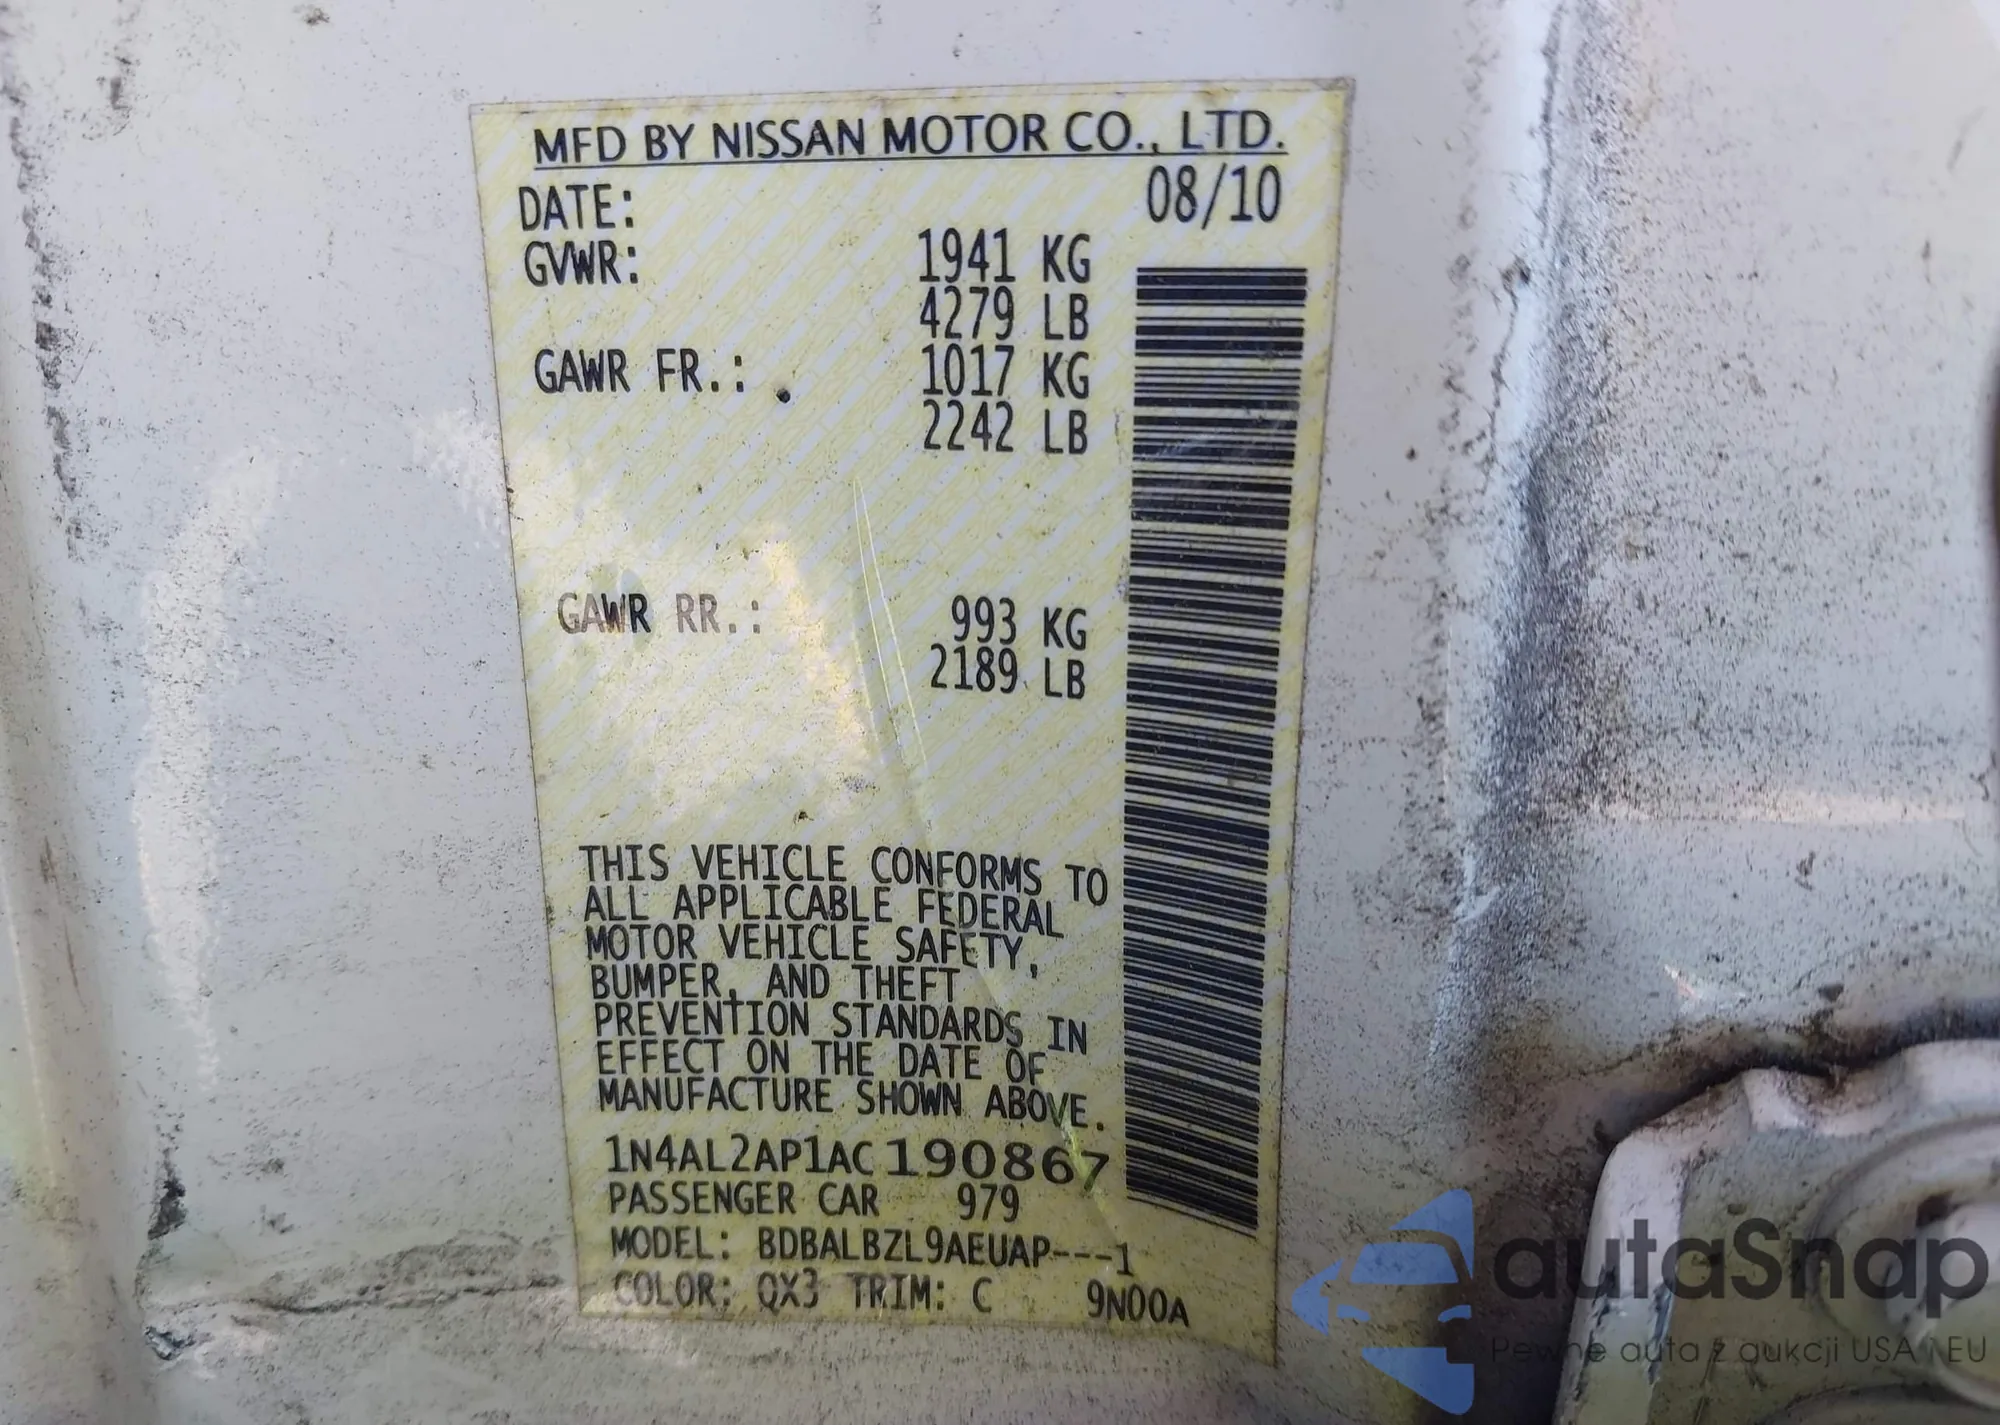 MFD BY NISSAN MOTOR CO., LTD.
DATE: 08/10
GVWR: 1941 KG
4279 LB
GAWR FR.: 1017 KG
2242 LB
GAWR RR.: 993 KG
2189 LB
THIS VEHICLE CONFORMS TO
ALL APPLICABLE FEDERAL
MOTOR VEHICLE SAFETY,
BUMPER, AND THEFT
PREVENTION STANDARDS IN
EFFECT ON THE DATE OF
MANUFACTURE SHOWN ABOVE.
1N4AL2AP1AC190867
PASSENGER CAR 979
MODEL: BDBALBZL9AEUAP---1
COLOR: QX3 TRIM: C 9N00A
autaSnap
Pewne auta z aukcji USA i EU